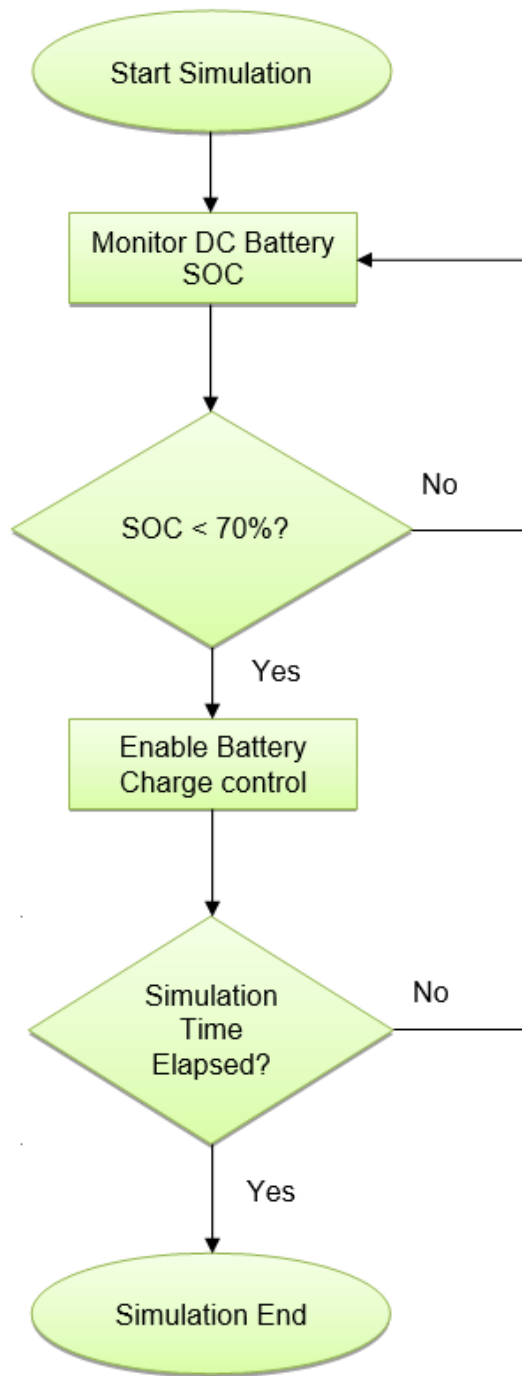 Start Simulation
Monitor DC Battery
SOC
SOC < 70%?
No
Yes
Enable Battery
Charge control
Simulation
Time
Elapsed?
No
Yes
Simulation End